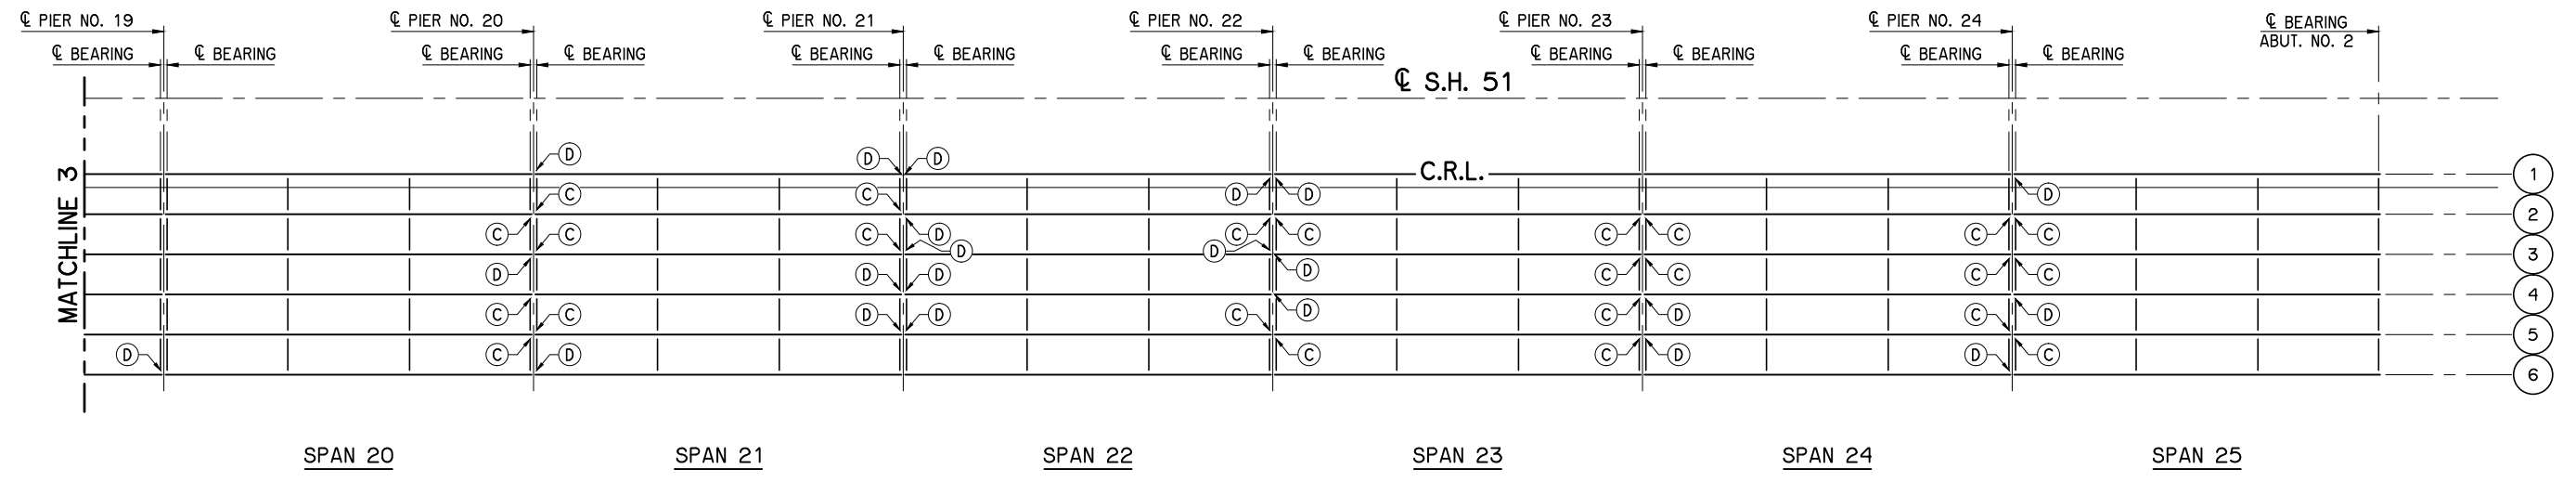 ℄ PIER NO. 19 ℄ PIER NO. 20 ℄ PIER NO. 21 ℄ PIER NO. 22 ℄ PIER NO. 23 ℄ PIER NO. 24 ℄ BEARING
ABUT. NO. 2
℄ BEARING ℄ BEARING ℄ BEARING ℄ BEARING ℄ BEARING ℄ BEARING ℄ BEARING ℄ BEARING ℄ BEARING ℄ BEARING ℄ BEARING ℄ BEARING
℄ S.H. 51
MATCHLINE 3
D D D
C.R.L. 1
C C D D D
2
C C C D C C C C C C
D D 3
D D D D C C C C
4
C C D D C D C D C D
5
D C D C C D D C
6
SPAN 20 SPAN 21 SPAN 22 SPAN 23 SPAN 24 SPAN 25